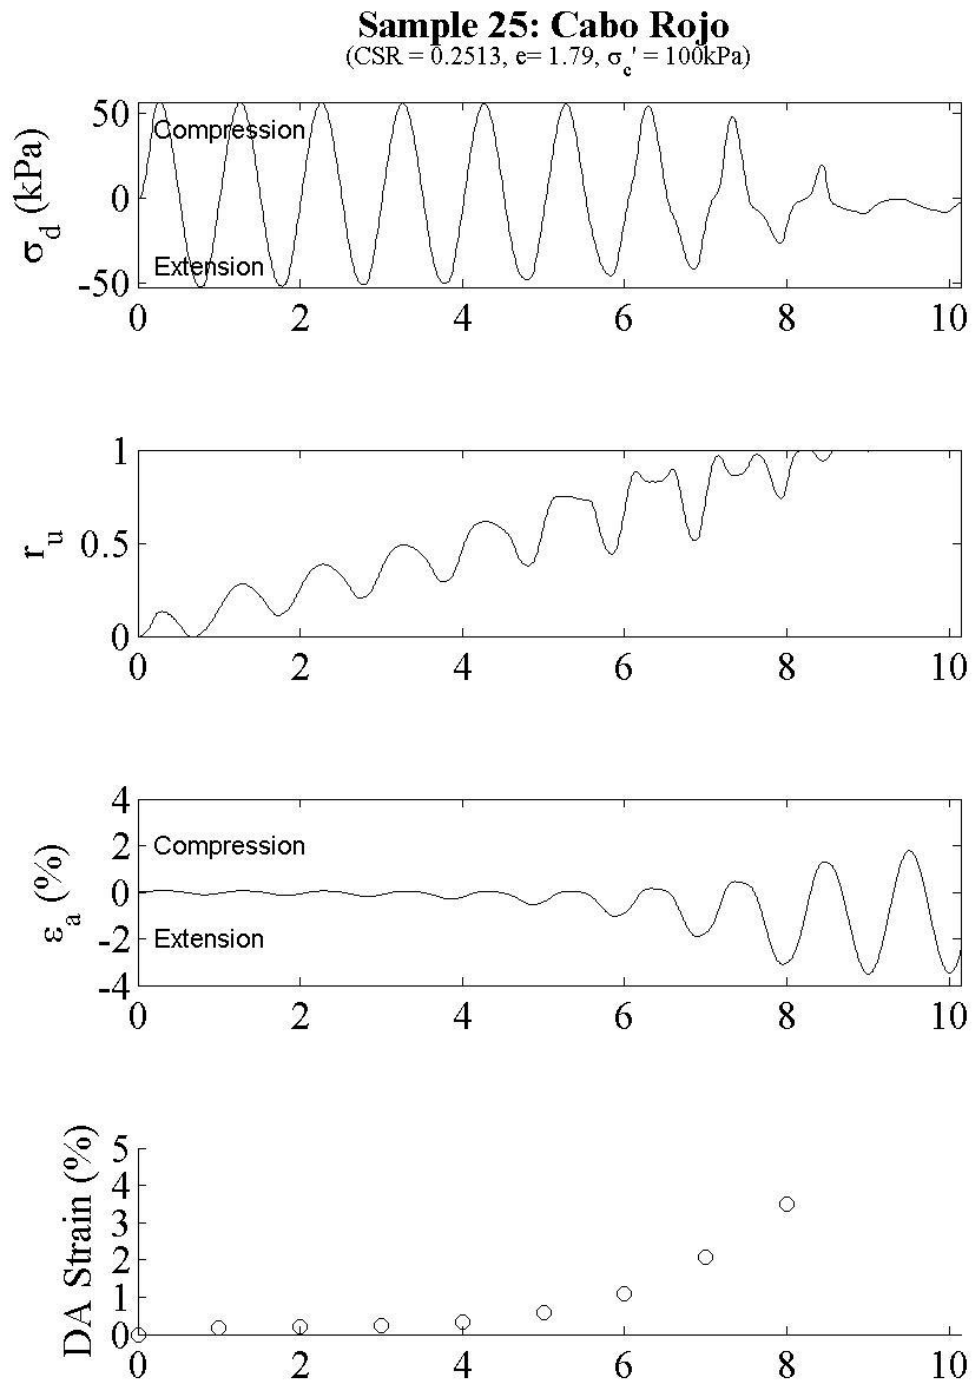 Sample 25: Cabo Rojo
(CSR = 0.2513, e= 1.79, σc' = 100kPa)
σd (kPa)
50
0
-50
Compression
Extension
0 2 4 6 8 10
ru
1
0.5
0
0 2 4 6 8 10
εa (%)
4
2
0
-2
-4
Compression
Extension
0 2 4 6 8 10
DA Strain (%)
5
4
3
2
1
0
0 2 4 6 8 10